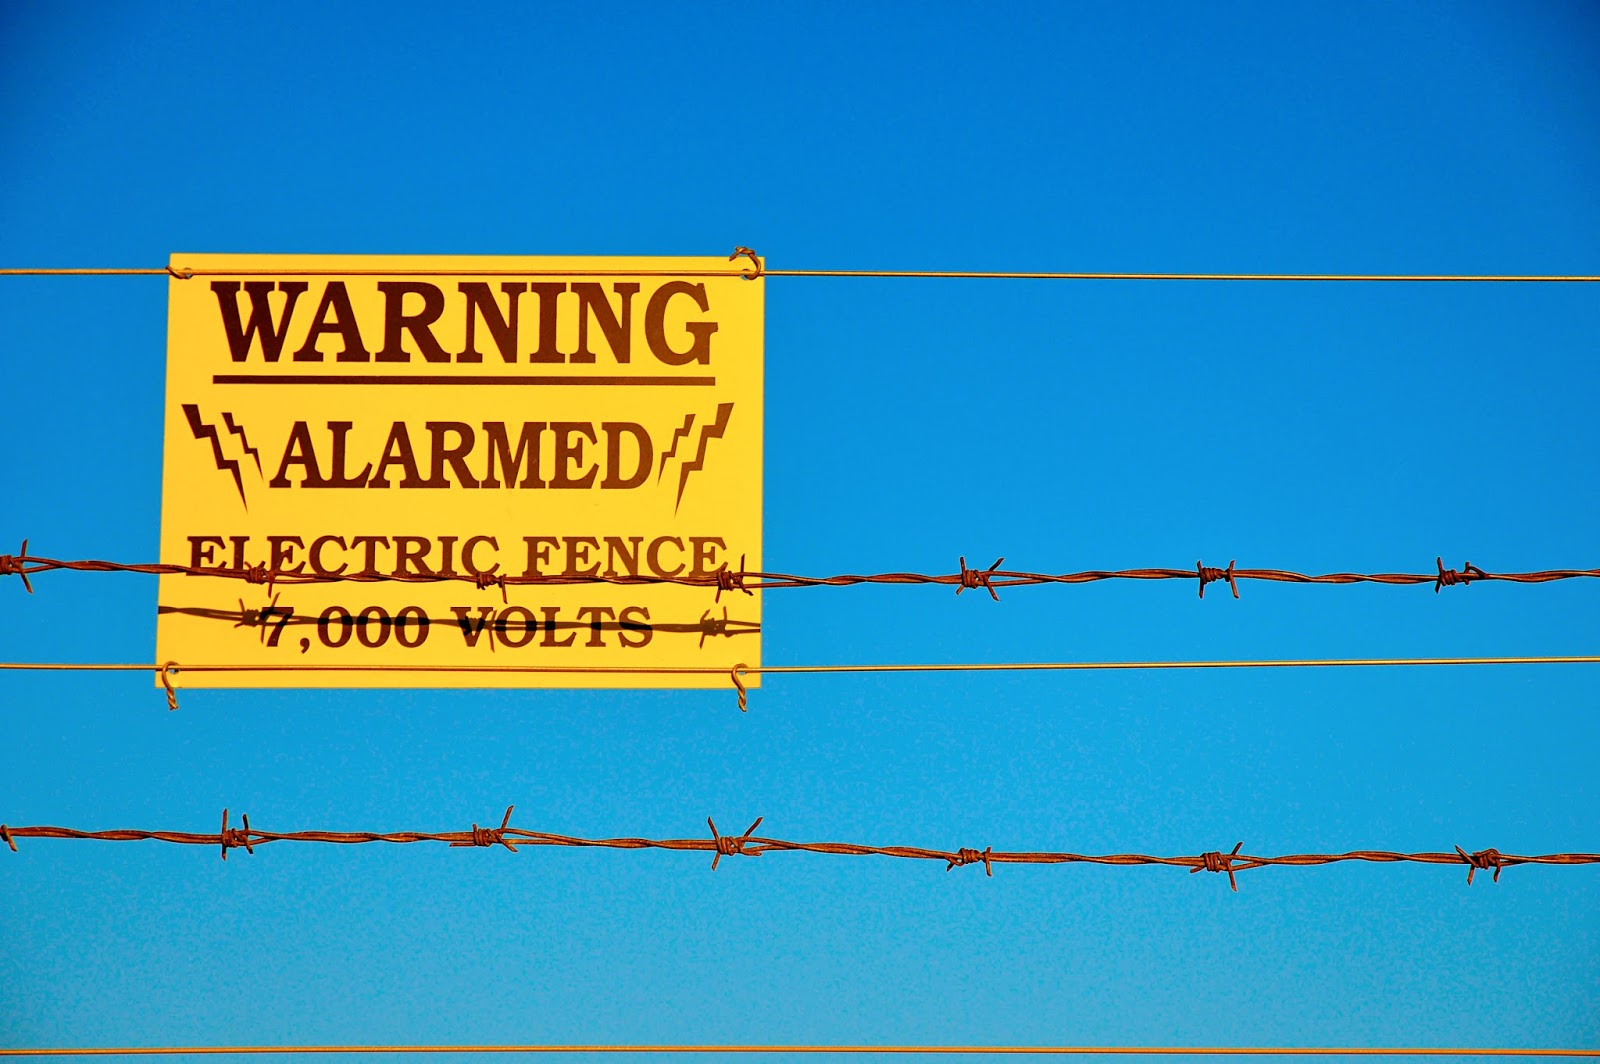 WARNING
ALARMED
ELECTRIC FENCE
7,000 VOLTS